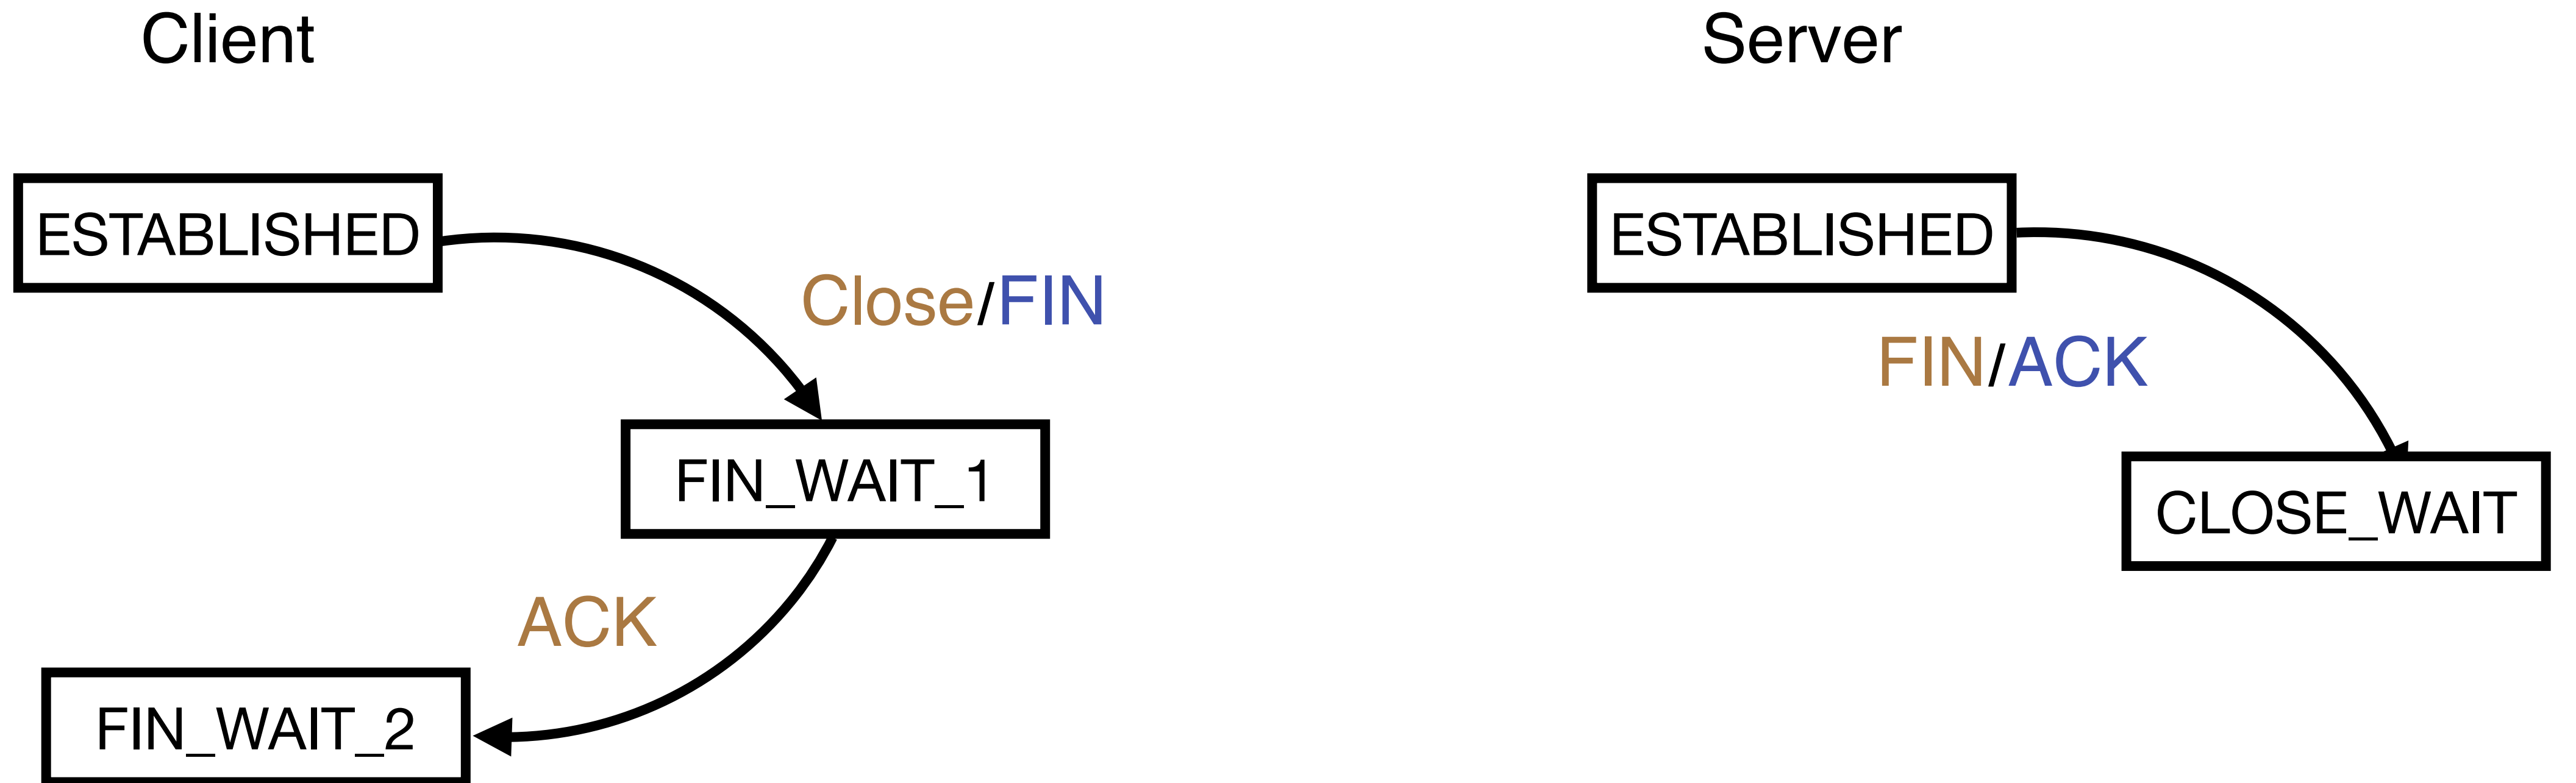 Client
Server
ESTABLISHED
ESTABLISHED
Close/FIN
FIN/ACK
FIN_WAIT_1
CLOSE_WAIT
ACK
FIN_WAIT_2